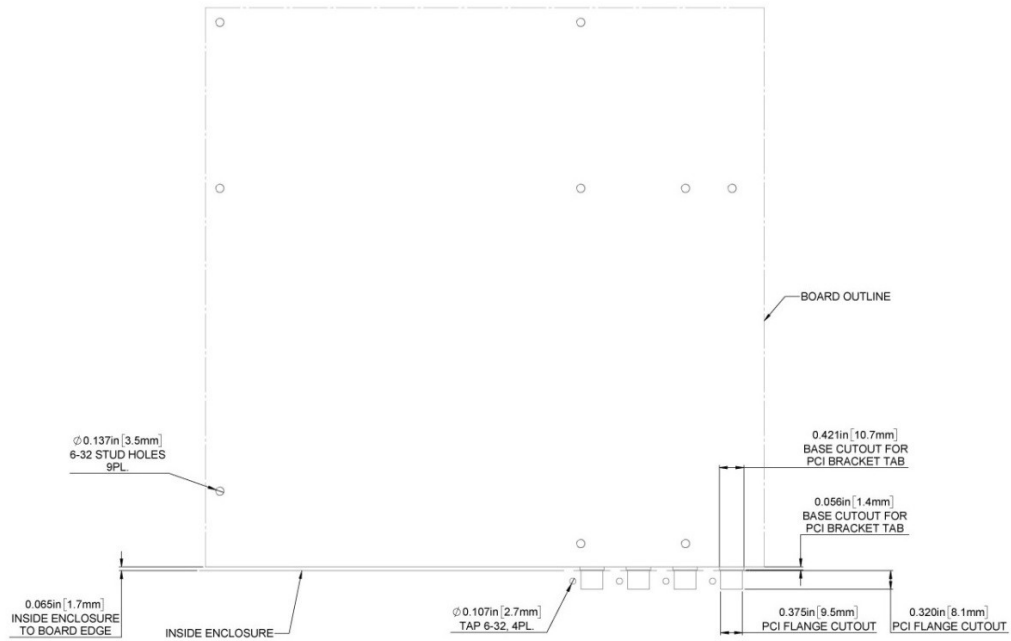 BOARD OUTLINE
Ø0.137in[3.5mm]
6-32 STUD HOLES
9PL.
0.421in[10.7mm]
BASE CUTOUT FOR
PCI BRACKET TAB
0.056in[1.4mm]
BASE CUTOUT FOR
PCI BRACKET TAB
0.065in[1.7mm]
INSIDE ENCLOSURE
TO BOARD EDGE
INSIDE ENCLOSURE
Ø0.107in[2.7mm]
TAP 6-32, 4PL.
0.375in[9.5mm]
PCI FLANGE CUTOUT
0.320in[8.1mm]
PCI FLANGE CUTOUT